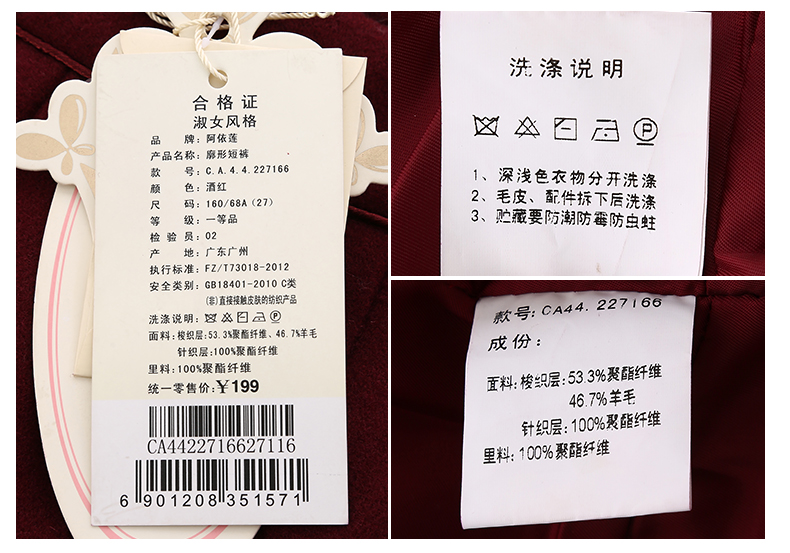 合格证
淑女风格
品 牌: 阿依莲
产品名称: 廓形短裤
款 号: C.A.4.4.227166
颜 色: 酒红
尺 码: 160/68A(27)
等 级: 一等品
检 验 员: 02
产 地: 广东广州
执行标准: FZ/T73018-2012
安全类别: GB18401-2010 C类
(非)直接接触皮肤的纺织产品
洗涤说明:
面料: 梭织层:53.3%聚酯纤维、46.7%羊毛
针织层:100%聚酯纤维
里料: 100%聚酯纤维
统一零售价: ¥199
CA4422716627116
6 901208 351571
洗涤说明
P
1、深浅色衣物分开洗涤
2、毛皮、配件拆下后洗涤
3、贮藏要防潮防霉防虫蛀
款号: CA44.227166
成份:
面料: 梭织层:53.3%聚酯纤维
46.7%羊毛
针织层:100%聚酯纤维
里料: 100%聚酯纤维